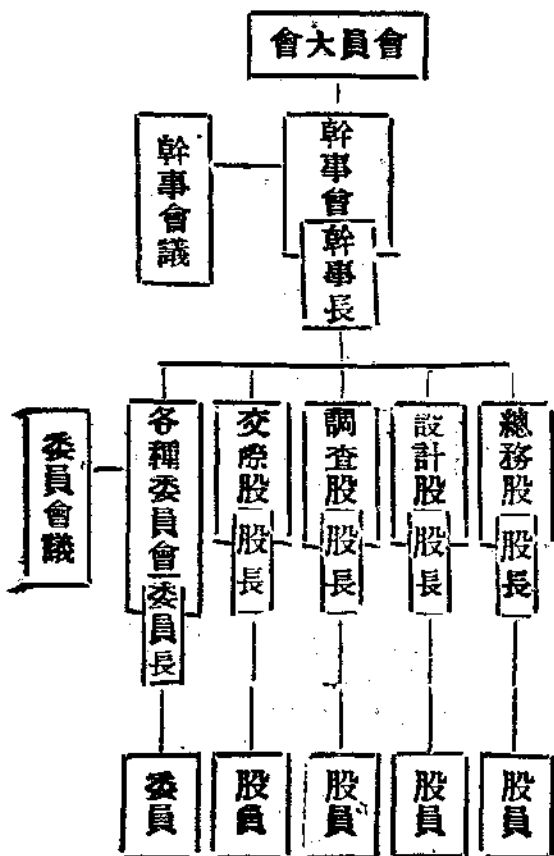 會員大會
幹事會
幹事長
幹事會議
總務股
股長
設計股
股長
調查股
股長
交際股
股長
各種委員會
委員長
委員會議
股員
股員
股員
股員
委員